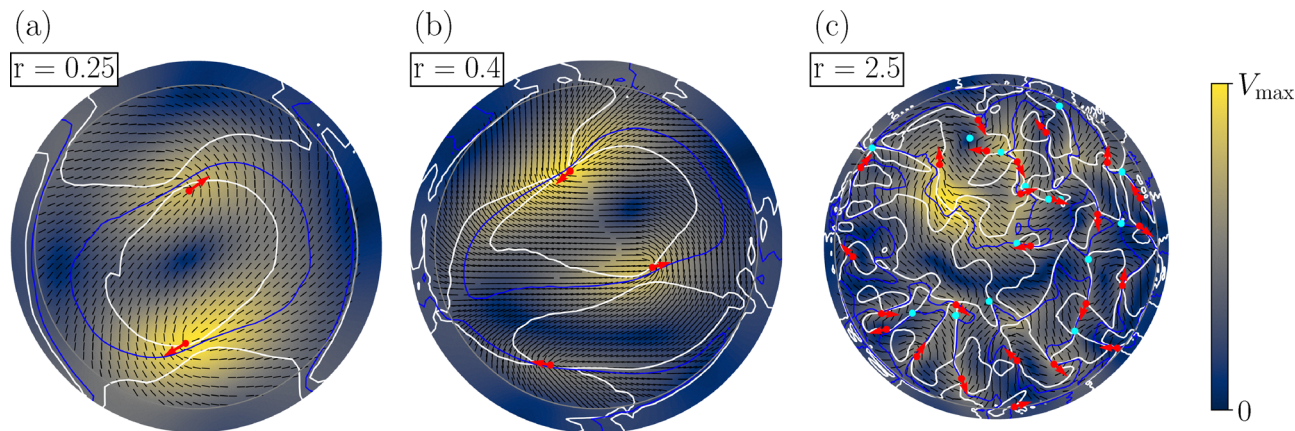 (a)
r = 0.25
(b)
r = 0.4
(c)
r = 2.5
V_max
0